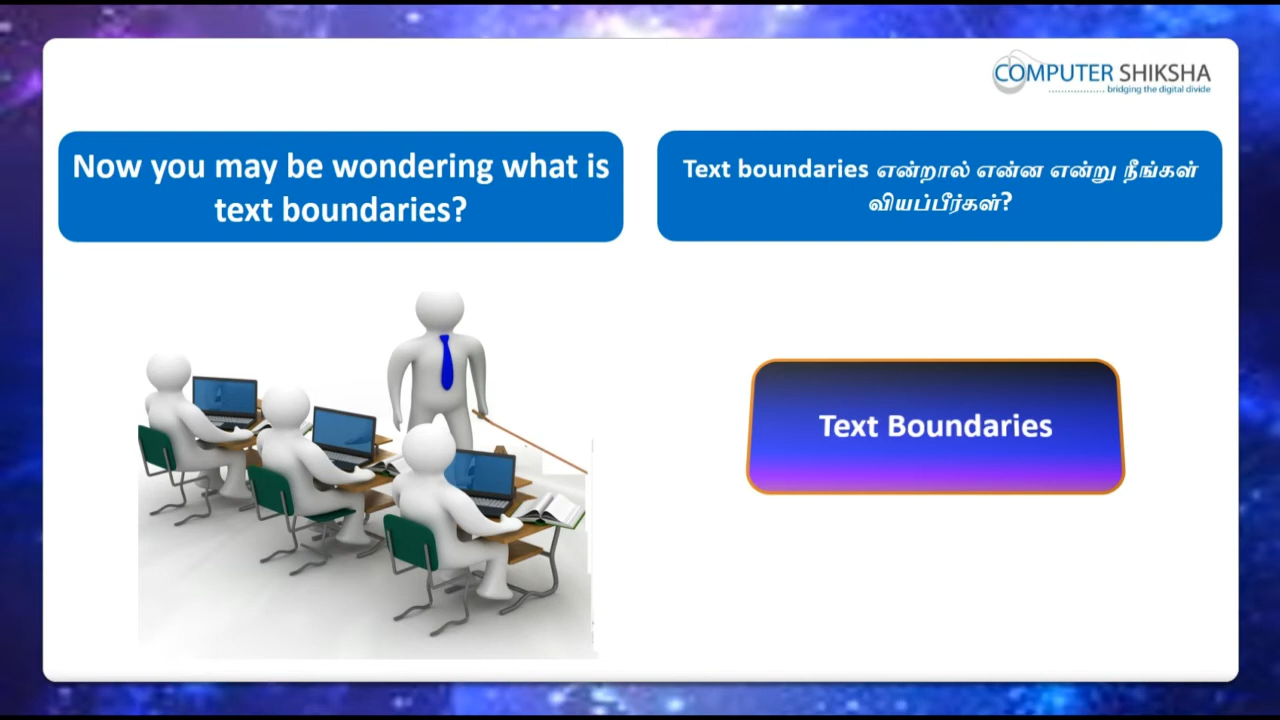 COMPUTER SHIKSHA
bridging the digital divide
Now you may be wondering what is
text boundaries?
Text boundaries என்றால் என்ன என்று நீங்கள்
வியப்பீர்கள்?
Text Boundaries